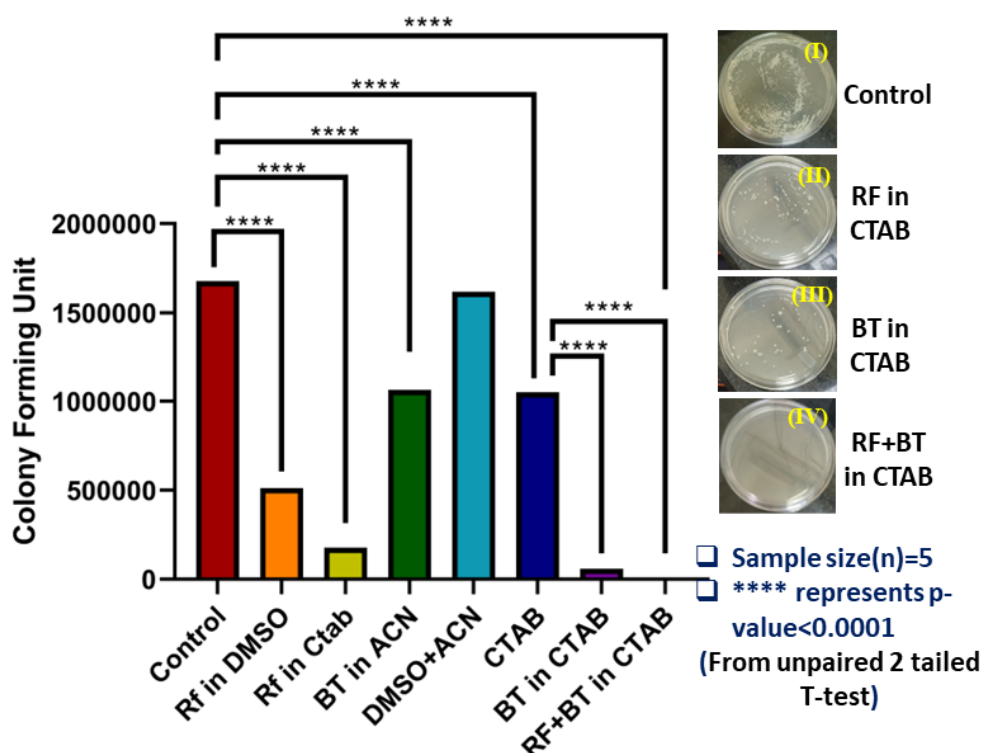 ****
****
****
****
****
****
****
Colony Forming Unit
2000000
1500000
1000000
500000
0
Control
Rf in DMSO
Rf in Ctab
BT in ACN
DMSO+ACN
CTAB
BT in CTAB
RF+BT in CTAB
(I)
Control
(II)
RF in
CTAB
(III)
BT in
CTAB
(IV)
RF+BT
in CTAB
❑ Sample size(n)=5
❑ **** represents p-
value<0.0001
(From unpaired 2 tailed
T-test)